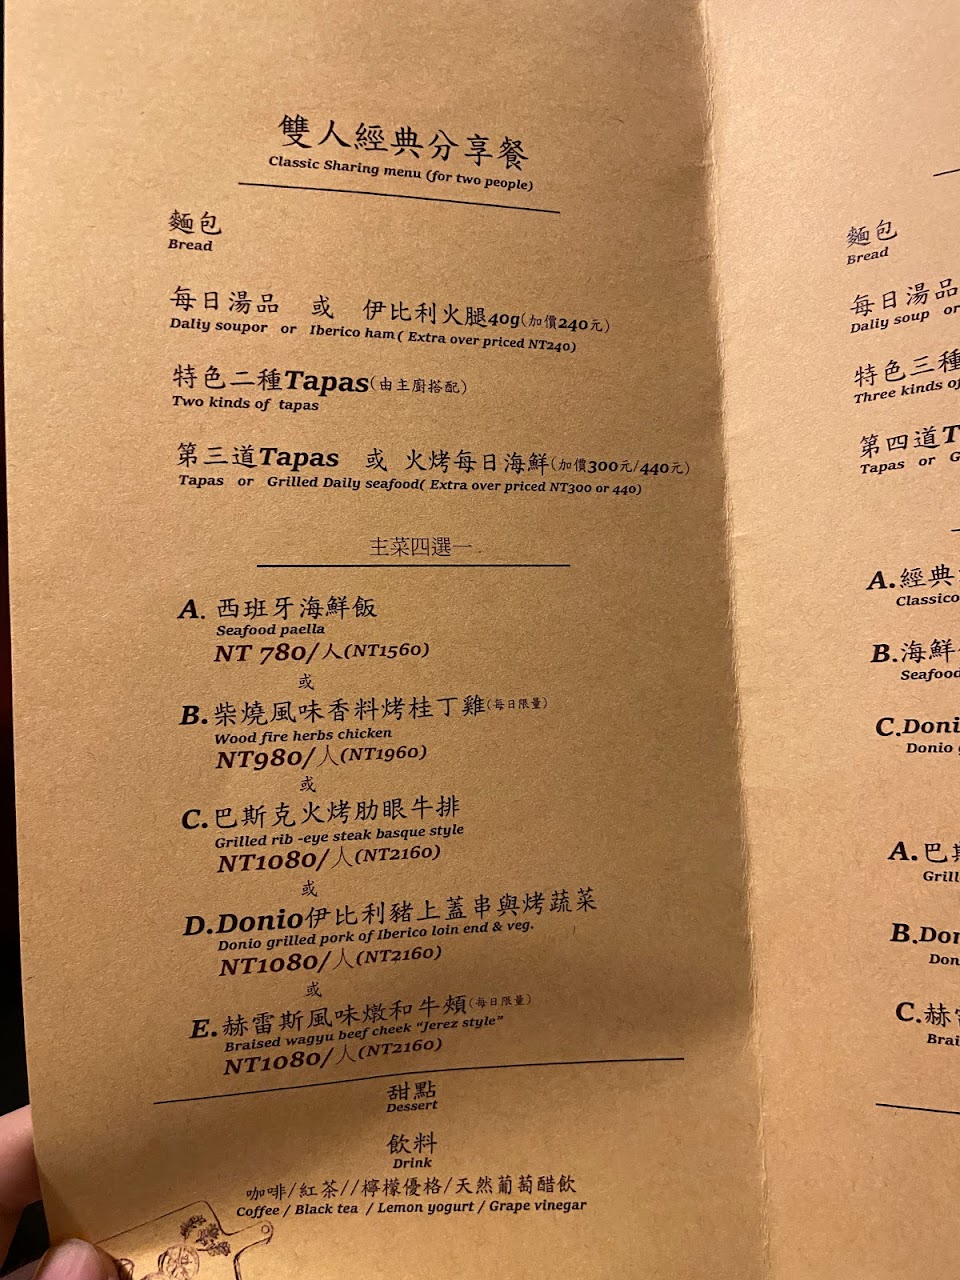 雙人經典分享餐
Classic Sharing menu (for two people)
麵包
Bread
每日湯品 或 伊比利火腿40g(加價240元)
Daliy soupor or Iberico ham( Extra over priced NT240)
特色二種Tapas(由主廚搭配)
Two kinds of tapas
第三道Tapas 或 火烤每日海鮮(加價300元/440元)
Tapas or Grilled Daily seafood( Extra over priced NT300 or 440)
主菜四選一
A. 西班牙海鮮飯
Seafood paella
NT 780/人(NT1560)
或
B.柴燒風味香料烤桂丁雞(每日限量)
Wood fire herbs chicken
NT980/人(NT1960)
或
C.巴斯克火烤肋眼牛排
Grilled rib -eye steak basque style
NT1080/人(NT2160)
或
D.Donio伊比利豬上蓋串與烤蔬菜
Donio grilled pork of Iberico loin end & veg.
NT1080/人(NT2160)
或
E.赫雷斯風味燉和牛頰(每日限量)
Braised wagyu beef cheek “Jerez style”
NT1080/人(NT2160)
甜點
Dessert
飲料
Drink
咖啡/紅茶//檸檬優格/天然葡萄醋飲
Coffee / Black tea / Lemon yogurt / Grape vinegar
麵包
Bread
每日湯品
Daliy soup or
特色三種
Three kinds of
第四道T
Tapas or G
A.經典
Classico
B.海鮮
Seafood
C.Doni
Donio
A.巴斯
Grill
B.Don
Don
C.赫
Brai